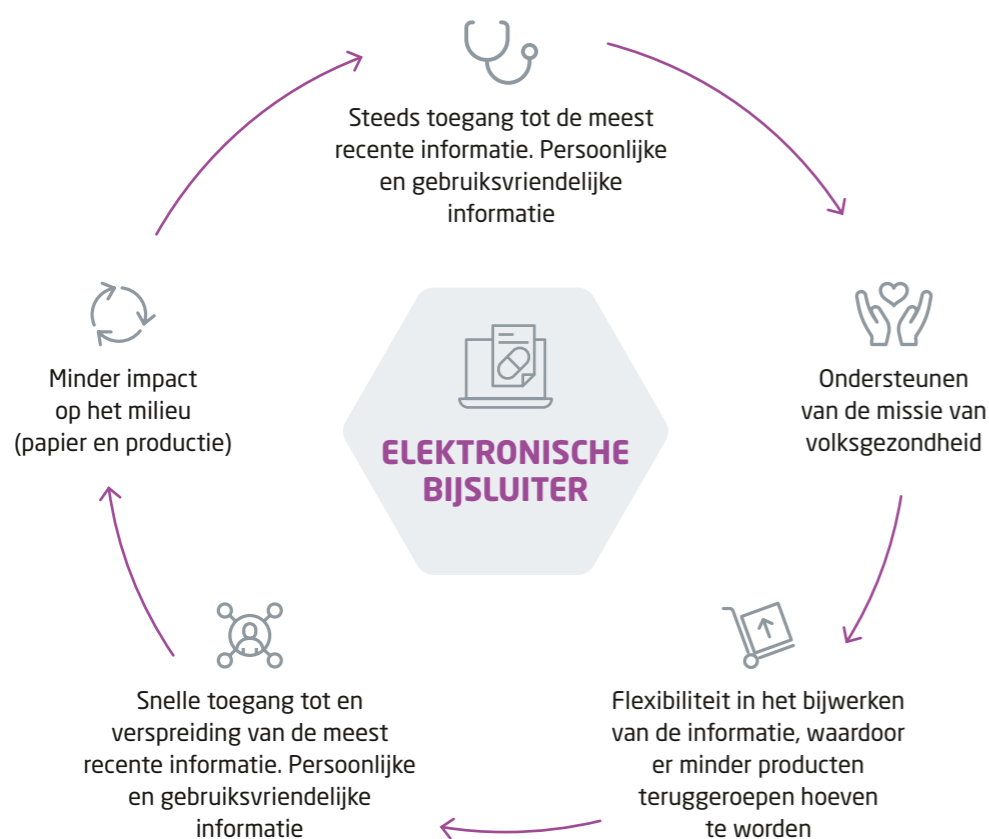 Steeds toegang tot de meest
recente informatie. Persoonlijke
en gebruiksvriendelijke
informatie
Ondersteunen
van de missie van
volksgezondheid
Flexibiliteit in het bijwerken
van de informatie, waardoor
er minder producten
teruggeroepen hoeven
te worden
Snelle toegang tot en
verspreiding van de meest
recente informatie. Persoonlijke
en gebruiksvriendelijke
informatie
Minder impact
op het milieu
(papier en productie)
ELEKTRONISCHE
BIJSLUITER